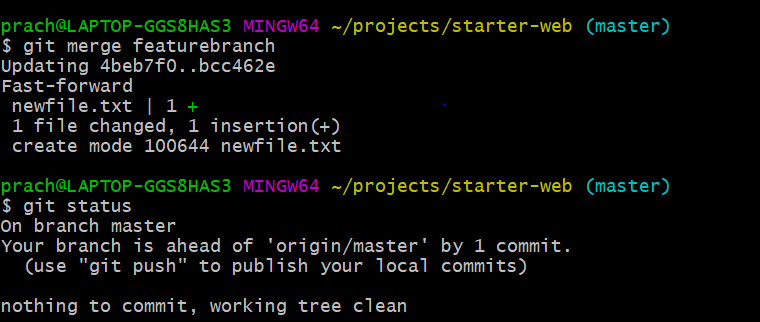 prach@LAPTOP-GGS8HAS3 MINGW64 ~/projects/starter-web (master)
$ git merge featurebranch
Updating 4beb7f0..bcc462e
Fast-forward
 newfile.txt | 1 +
 1 file changed, 1 insertion(+)
 create mode 100644 newfile.txt

prach@LAPTOP-GGS8HAS3 MINGW64 ~/projects/starter-web (master)
$ git status
On branch master
Your branch is ahead of 'origin/master' by 1 commit.
  (use "git push" to publish your local commits)

nothing to commit, working tree clean